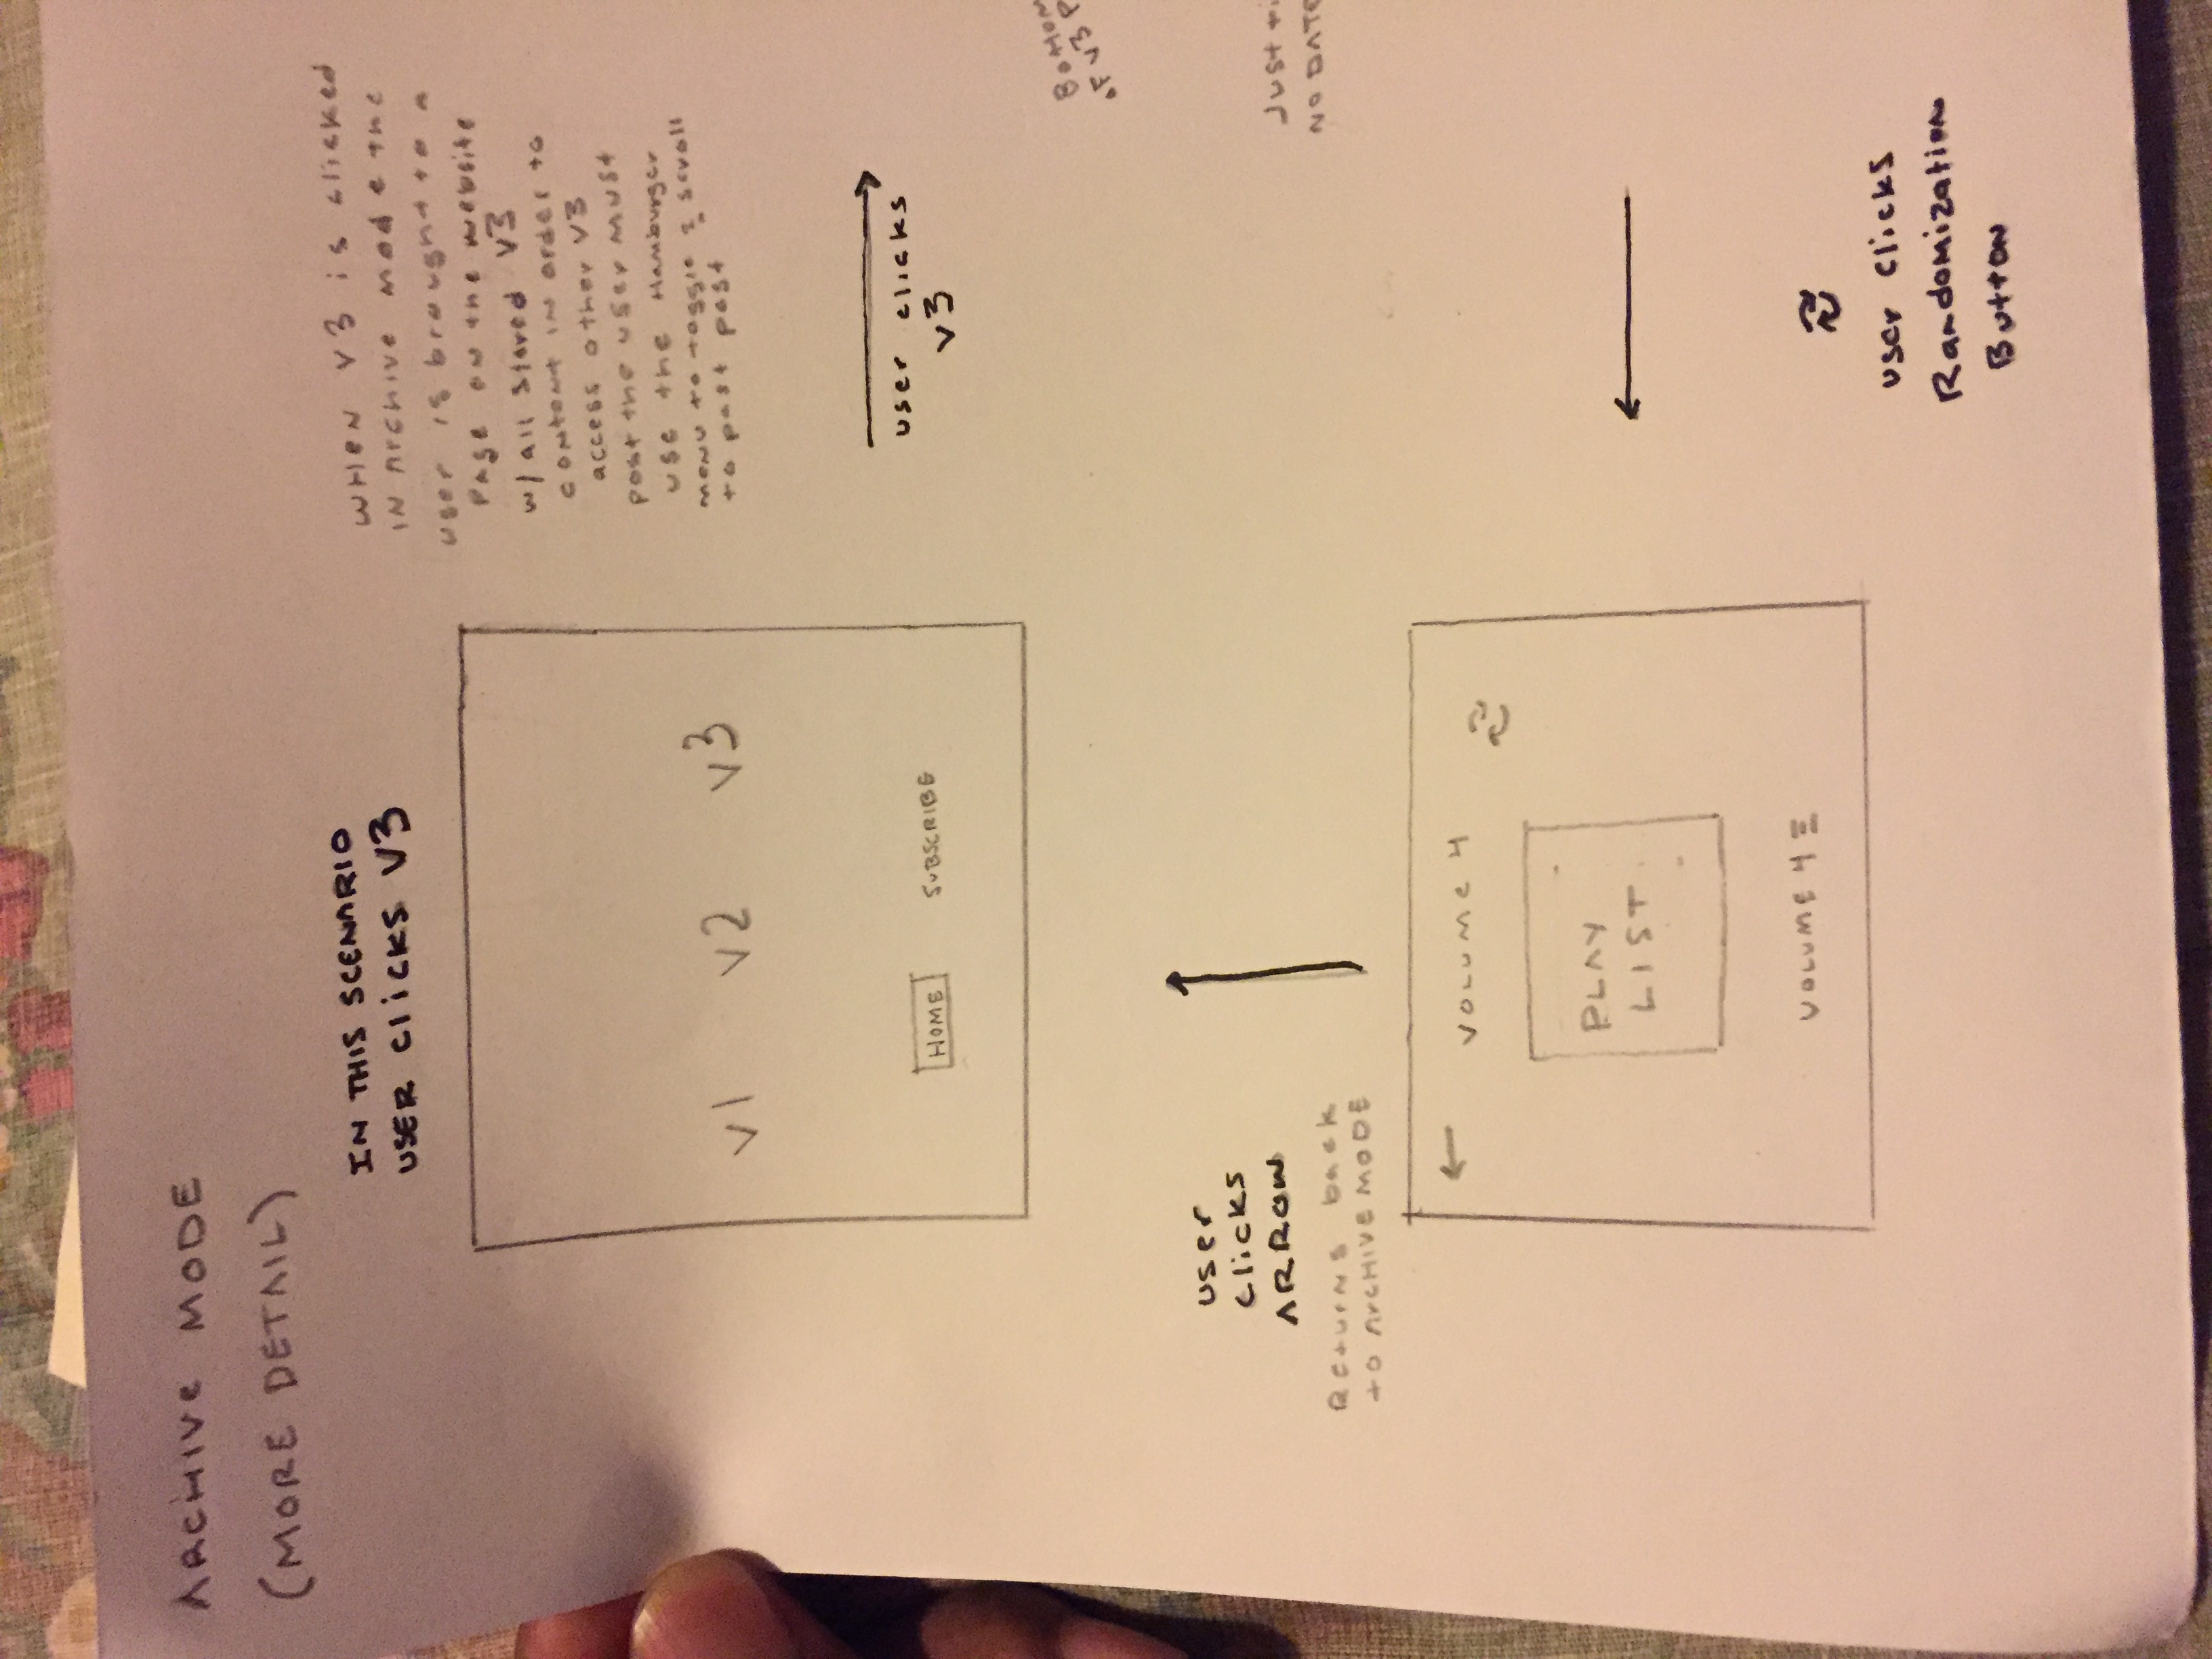 ARCHIVE MODE
(MORE DETAIL)
IN THIS SCENARIO
USER CLICKS V3
WHEN V3 is clicked
IN Archive mode the
user is brought to a
Page on the website
w/ all stored V3
content in order to
access other V3
post the user must
use the Hamburger
menu to toggle & scroll
to past post
V1 V2 V3
HOME SUBSCRIBE
user clicks
V3
Bottom
of V3 P
user
clicks
ARROW
Returns back
to ARCHIVE MODE
Just ti
NO DATE
← VOLUME 4
PLAY
LIST
VOLUME 4 ☰
user clicks
Randomization
Button